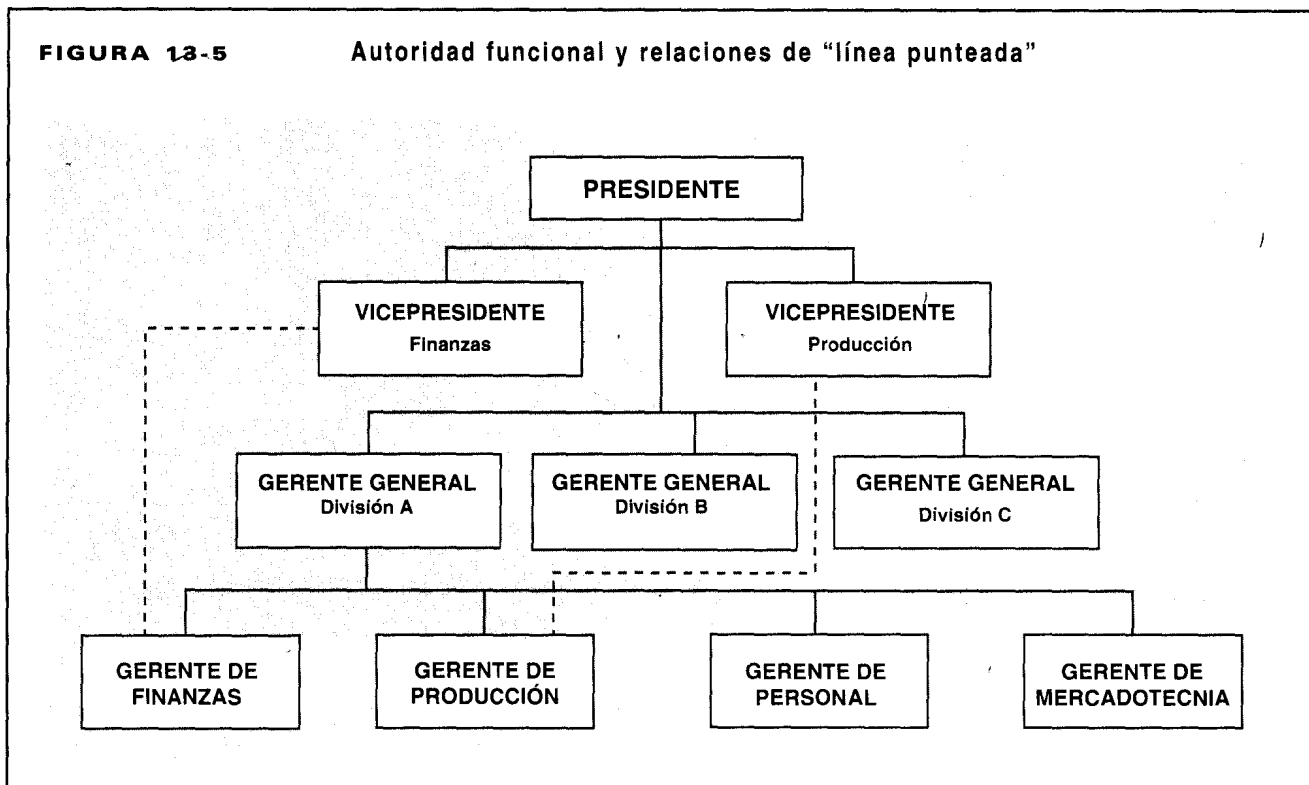 FIGURA 13-5
Autoridad funcional y relaciones de "línea punteada"
PRESIDENTE
VICEPRESIDENTE
Finanzas
VICEPRESIDENTE
Producción
GERENTE GENERAL
División A
GERENTE GENERAL
División B
GERENTE GENERAL
División C
GERENTE DE
FINANZAS
GERENTE DE
PRODUCCIÓN
GERENTE DE
PERSONAL
GERENTE DE
MERCADOTECNIA